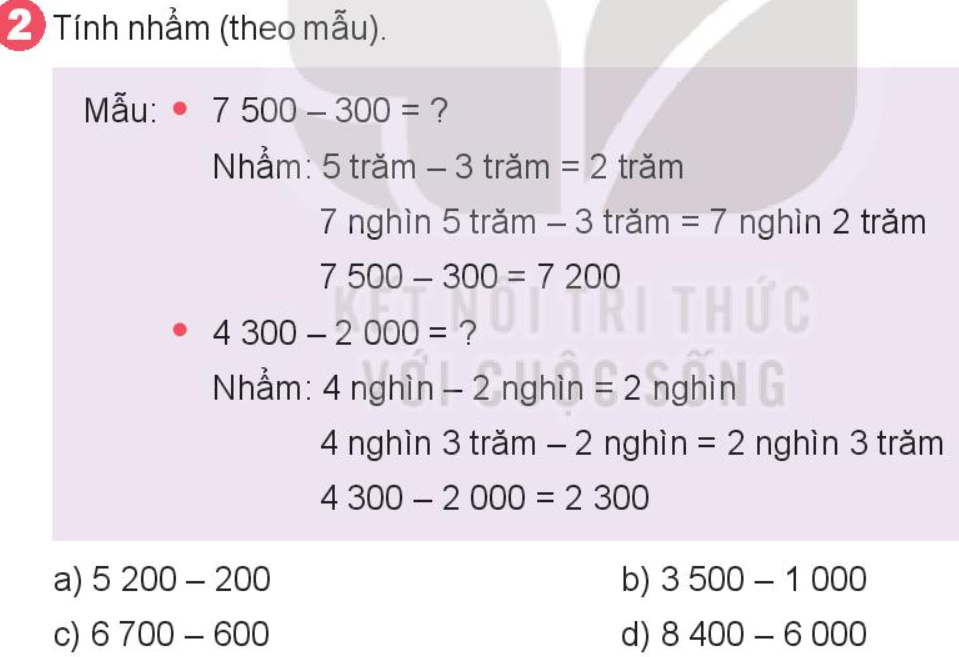 2 Tính nhẩm (theo mẫu).
Mẫu: • 7 500 – 300 = ?
Nhẩm: 5 trăm – 3 trăm = 2 trăm
7 nghìn 5 trăm – 3 trăm = 7 nghìn 2 trăm
7 500 – 300 = 7 200
KẾT NỐI TRI THỨC
• 4 300 – 2 000 = ?
VỚI CUỘC SỐNG
Nhẩm: 4 nghìn – 2 nghìn = 2 nghìn
4 nghìn 3 trăm – 2 nghìn = 2 nghìn 3 trăm
4 300 – 2 000 = 2 300
a) 5 200 – 200 b) 3 500 – 1 000
c) 6 700 – 600 d) 8 400 – 6 000